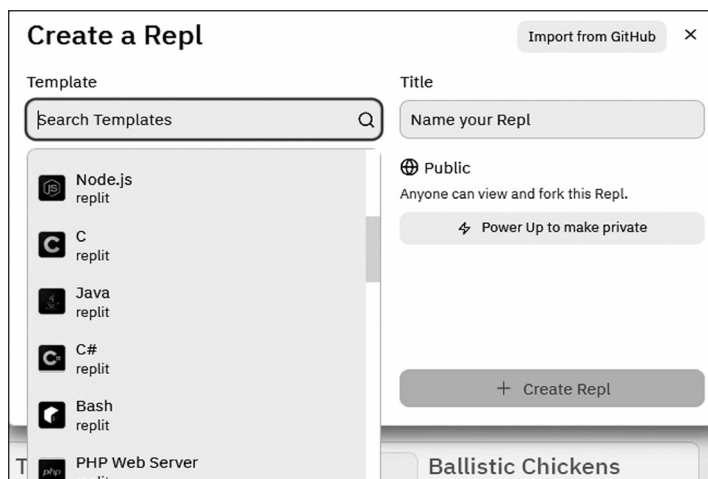 Create a Repl
Import from GitHub
Template
Title
Search Templates
Name your Repl
Node.js
replit
C
replit
Java
replit
C#
replit
Bash
replit
PHP Web Server
php
Public
Anyone can view and fork this Repl.
Power Up to make private
+ Create Repl
Ballistic Chickens